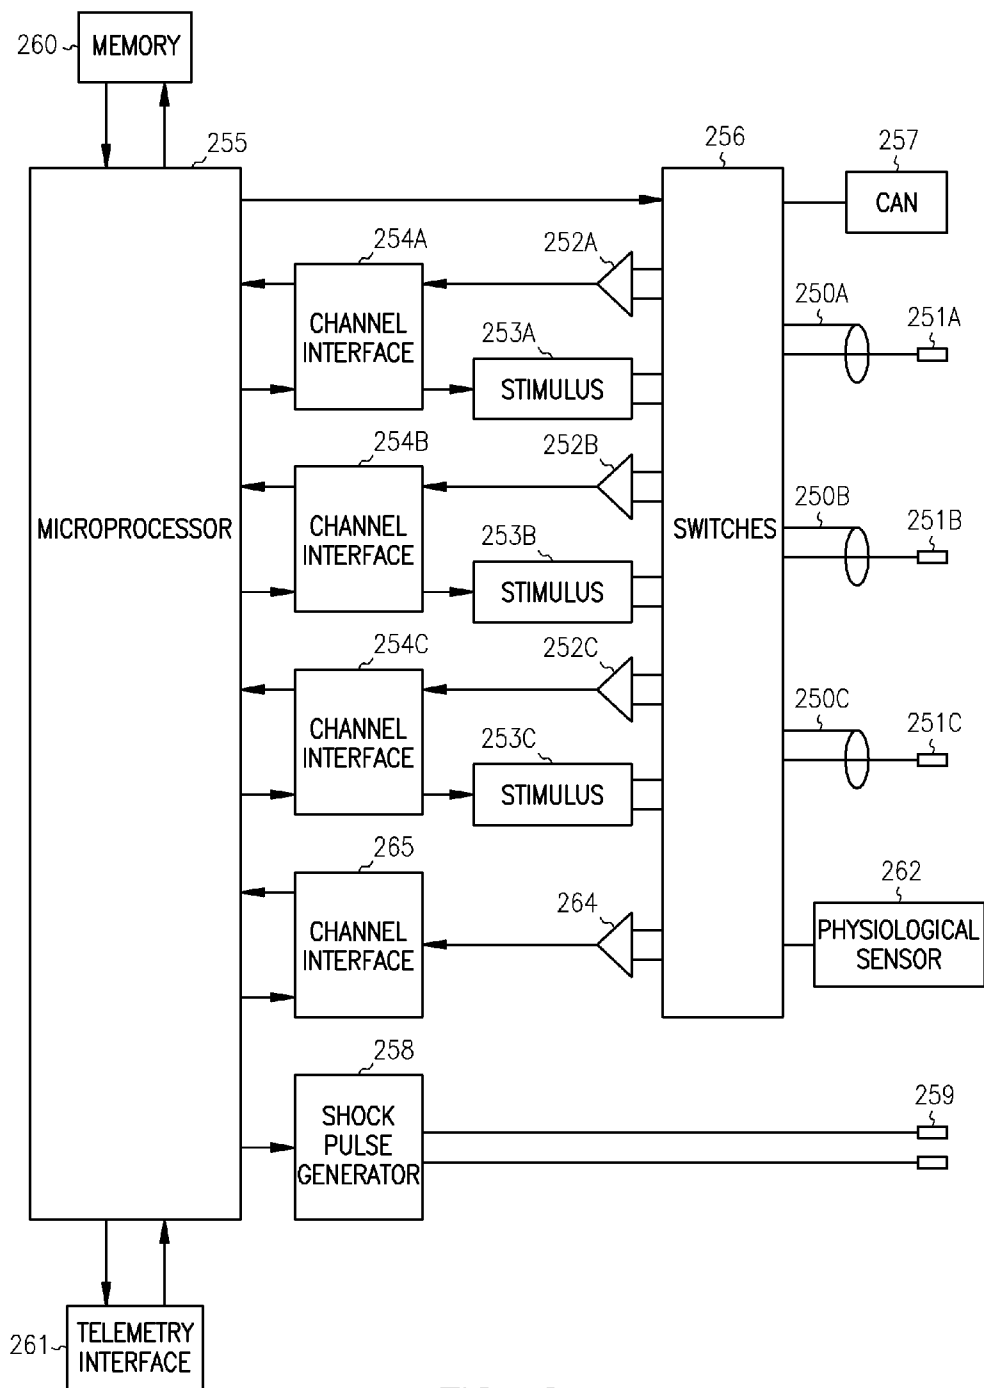 260
MEMORY
255
256
257
CAN
254A
252A
CHANNEL
INTERFACE
253A
STIMULUS
250A
251A
254B
252B
MICROPROCESSOR
CHANNEL
INTERFACE
253B
STIMULUS
SWITCHES
250B
251B
254C
252C
CHANNEL
INTERFACE
253C
STIMULUS
250C
251C
265
CHANNEL
INTERFACE
264
262
PHYSIOLOGICAL
SENSOR
258
SHOCK
PULSE
GENERATOR
259
261
TELEMETRY
INTERFACE